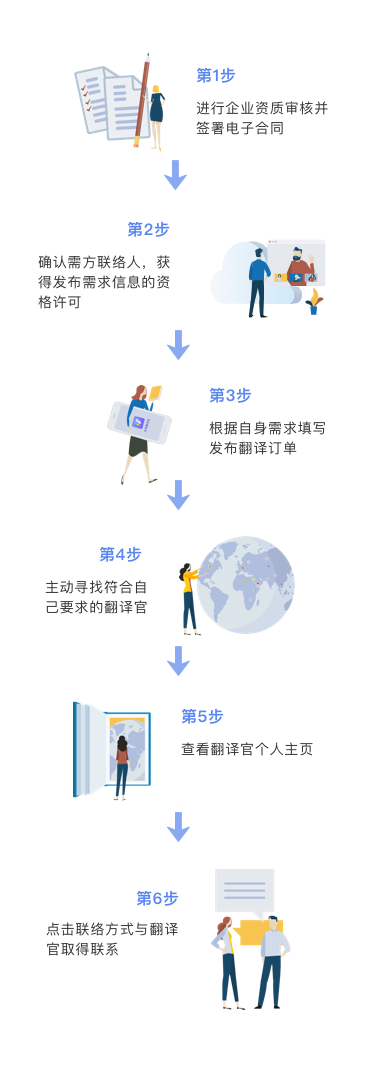 第1步
进行企业资质审核并
签署电子合同
第2步
确认需方联络人，获
得发布需求信息的资
格许可
第3步
根据自身需求填写
发布翻译订单
第4步
主动寻找符合自
己要求的翻译官
第5步
查看翻译官个人主页
第6步
点击联络方式与翻译
官取得联系